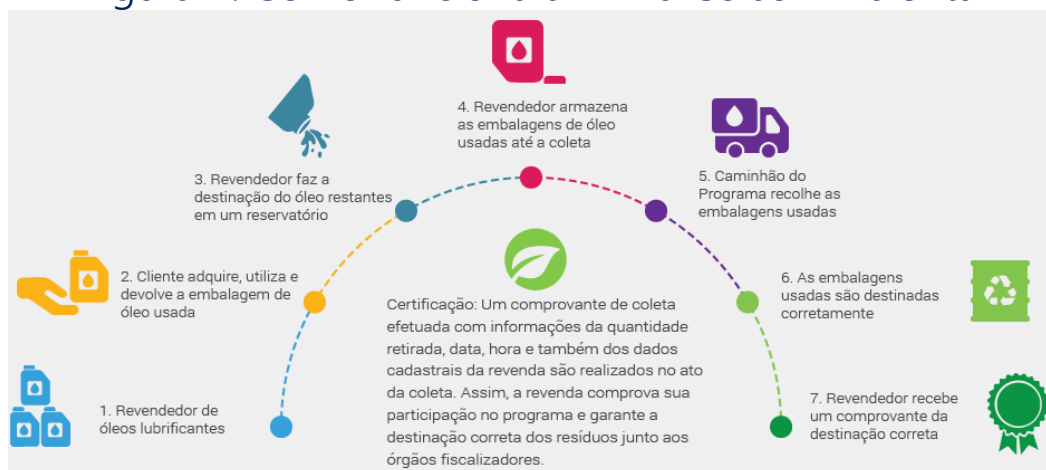 1. Revendedor de
óleos lubrificantes
2. Cliente adquire, utiliza e
devolve a embalagem de
óleo usada
3. Revendedor faz a
destinação do óleo restantes
em um reservatório
4. Revendedor armazena
as embalagens de óleo
usadas até a coleta
5. Caminhão do
Programa recolhe as
embalagens usadas
6. As embalagens
usadas são destinadas
corretamente
7. Revendedor recebe
um comprovante da
destinação correta
Certificação: Um comprovante de coleta
efetuada com informações da quantidade
retirada, data, hora e também dos dados
cadastrais da revenda são realizados no ato
da coleta. Assim, a revenda comprova sua
participação no programa e garante a
destinação correta dos resíduos junto aos
órgãos fiscalizadores.